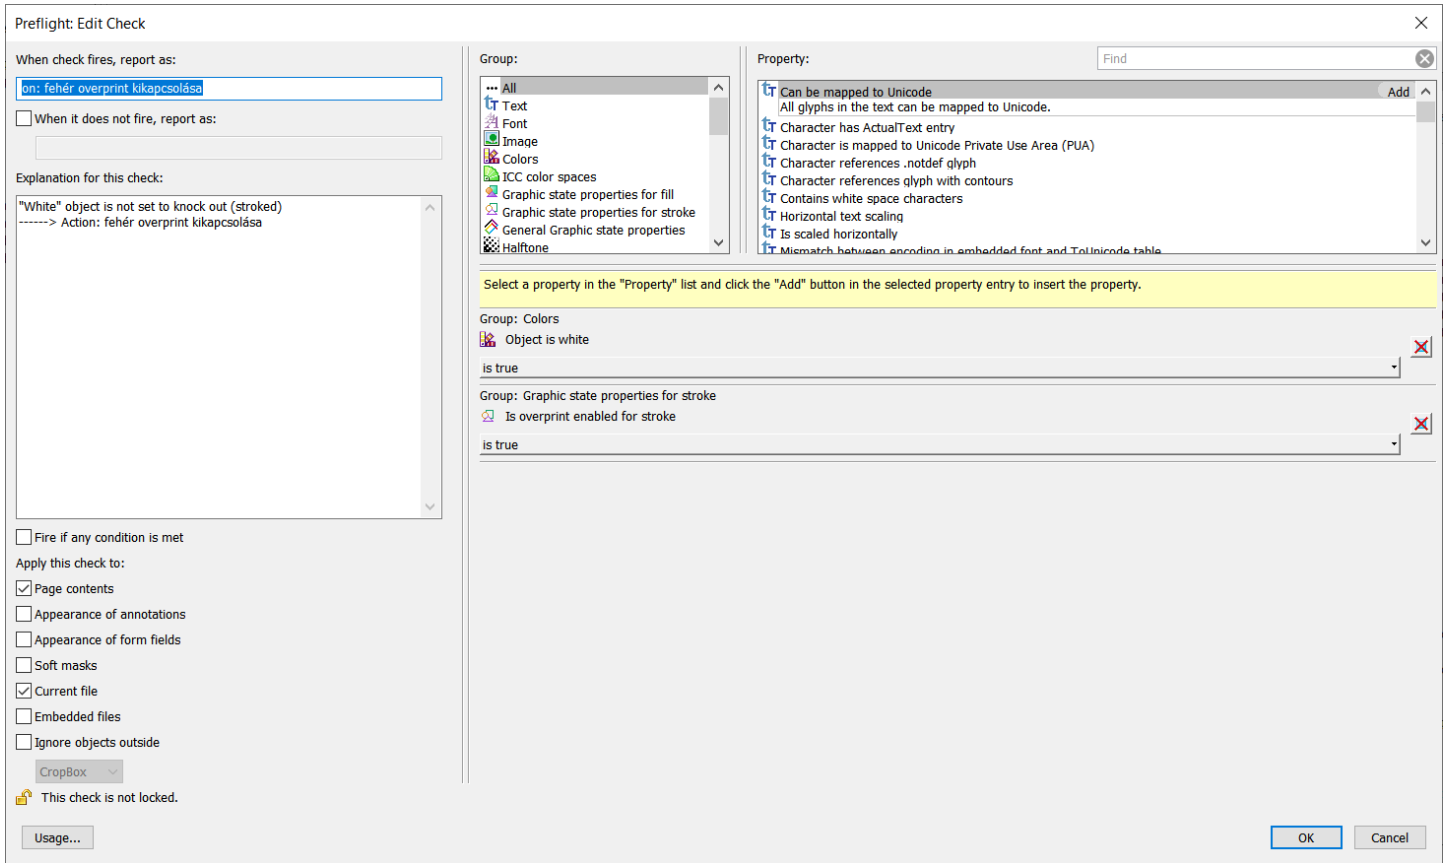 Preflight: Edit Check
When check fires, report as:
on: fehér overprint kikapcsolása
When it does not fire, report as:
Explanation for this check:
"White" object is not set to knock out (stroked)
------> Action: fehér overprint kikapcsolása
Fire if any condition is met
Apply this check to:
Page contents
Appearance of annotations
Appearance of form fields
Soft masks
Current file
Embedded files
Ignore objects outside
CropBox
This check is not locked.
Usage...
Group:
All
Text
Font
Image
Colors
ICC color spaces
Graphic state properties for fill
Graphic state properties for stroke
General Graphic state properties
Halftone
Property:
Find
Can be mapped to Unicode
Add
All glyphs in the text can be mapped to Unicode.
Character has ActualText entry
Character is mapped to Unicode Private Use Area (PUA)
Character references .notdef glyph
Character references glyph with contours
Contains white space characters
Horizontal text scaling
Is scaled horizontally
Mismatch between encoding in embedded font and ToUnicode table
Select a property in the "Property" list and click the "Add" button in the selected property entry to insert the property.
Group: Colors
Object is white
is true
Group: Graphic state properties for stroke
Is overprint enabled for stroke
is true
OK
Cancel